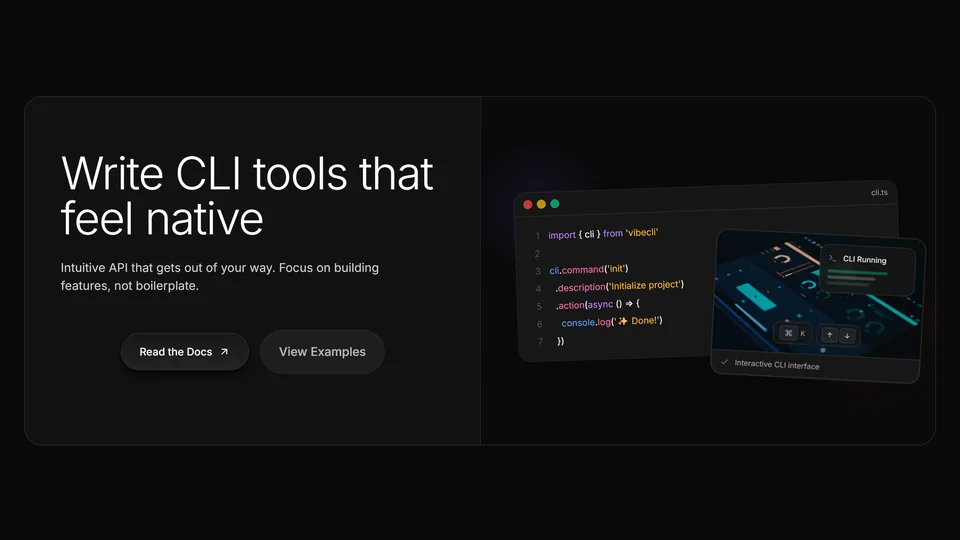 Write CLI tools that
feel native
Intuitive API that gets out of your way. Focus on building
features, not boilerplate.
Read the Docs ↗
View Examples
cli.ts
1 import { cli } from 'vibecli'
2
3 cli.command('init')
4 .description('Initialize project')
5 .action(async () ⇒ {
6 console.log('✨ Done!')
7 })
>_ CLI Running
⌘ K ↑ ↓
✓ Interactive CLI interface